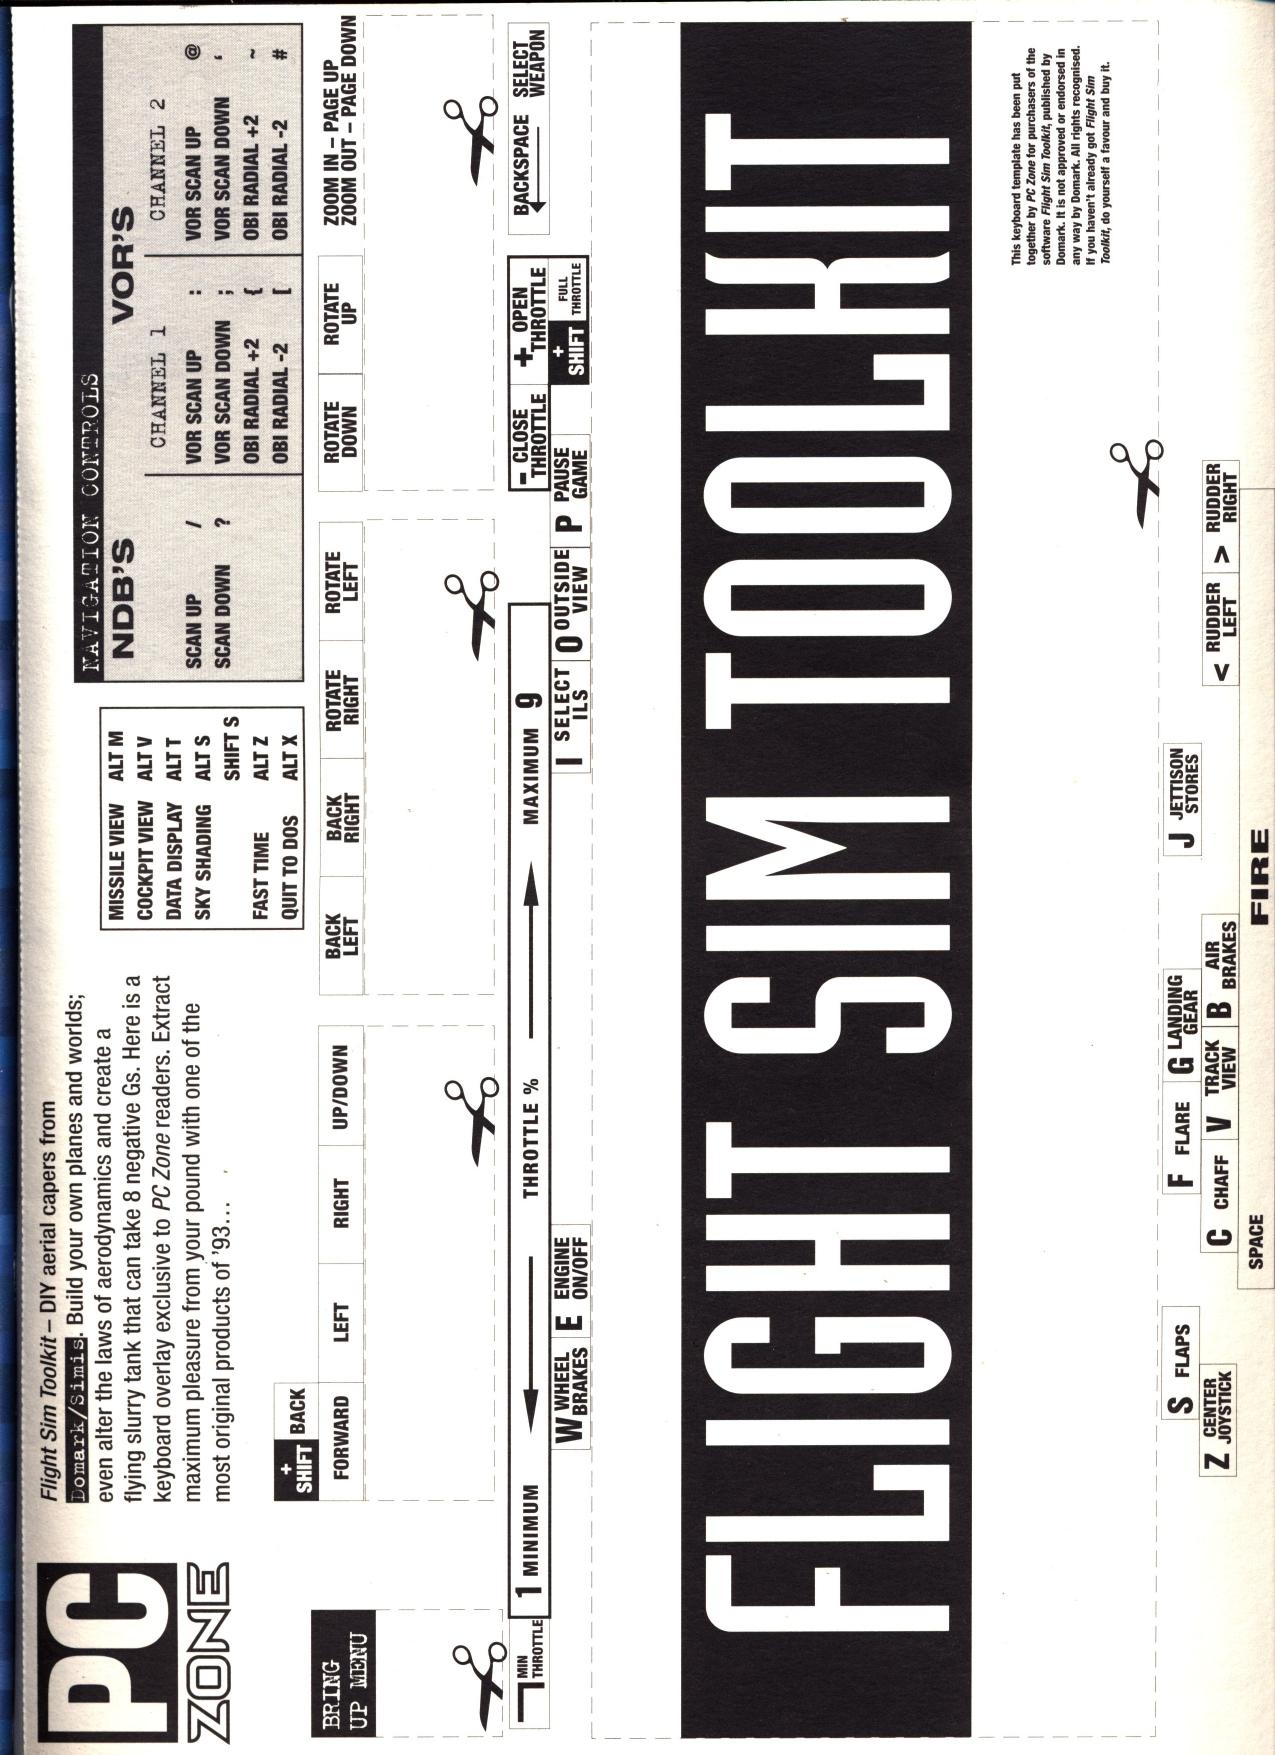 PC
ZONE
Flight Sim Toolkit – DIY aerial capers from
Domark/Simis. Build your own planes and worlds;
even alter the laws of aerodynamics and create a
flying slurry tank that can take 8 negative Gs. Here is a
keyboard overlay exclusive to PC Zone readers. Extract
maximum pleasure from your pound with one of the
most original products of '93...
MISSILE VIEW ALT M
COCKPIT VIEW ALT V
DATA DISPLAY ALT T
SKY SHADING ALT S
SHIFT S
FAST TIME ALT Z
QUIT TO DOS ALT X
NAVIGATION CONTROLS
NDB'S VOR'S
CHANNEL 1 CHANNEL 2
SCAN UP / VOR SCAN UP : VOR SCAN UP @
SCAN DOWN ? VOR SCAN DOWN ; VOR SCAN DOWN ‘
OBI RADIAL +2 { OBI RADIAL +2 ~
OBI RADIAL -2 [ OBI RADIAL -2 #
BRING
UP MENU
+
SHIFT BACK
FORWARD
LEFT
RIGHT
UP/DOWN
BACK
LEFT
BACK
RIGHT
ROTATE
RIGHT
ROTATE
LEFT
ROTATE
DOWN
ROTATE
UP
ZOOM IN – PAGE UP
ZOOM OUT – PAGE DOWN
¬ MIN
THROTTLE
1 MINIMUM THROTTLE % MAXIMUM 9
- CLOSE
THROTTLE
+ OPEN
THROTTLE
BACKSPACE SELECT
WEAPON
W WHEEL
BRAKES
E ENGINE
ON/OFF
I SELECT
ILS
O OUTSIDE
VIEW
P PAUSE
GAME
+
SHIFT
FULL
THROTTLE
FLIGHT SIM TOOLKIT
This keyboard template has been put
together by PC Zone for purchasers of the
software Flight Sim Toolkit, published by
Domark. It is not approved or endorsed in
any way by Domark. All rights recognised.
If you haven't already got Flight Sim
Toolkit, do yourself a favour and buy it.
S FLAPS
F FLARE
G LANDING
GEAR
J JETTISON
STORES
Z CENTER
JOYSTICK
C CHAFF
V TRACK
VIEW
B AIR
BRAKES
< RUDDER
LEFT
> RUDDER
RIGHT
SPACE FIRE